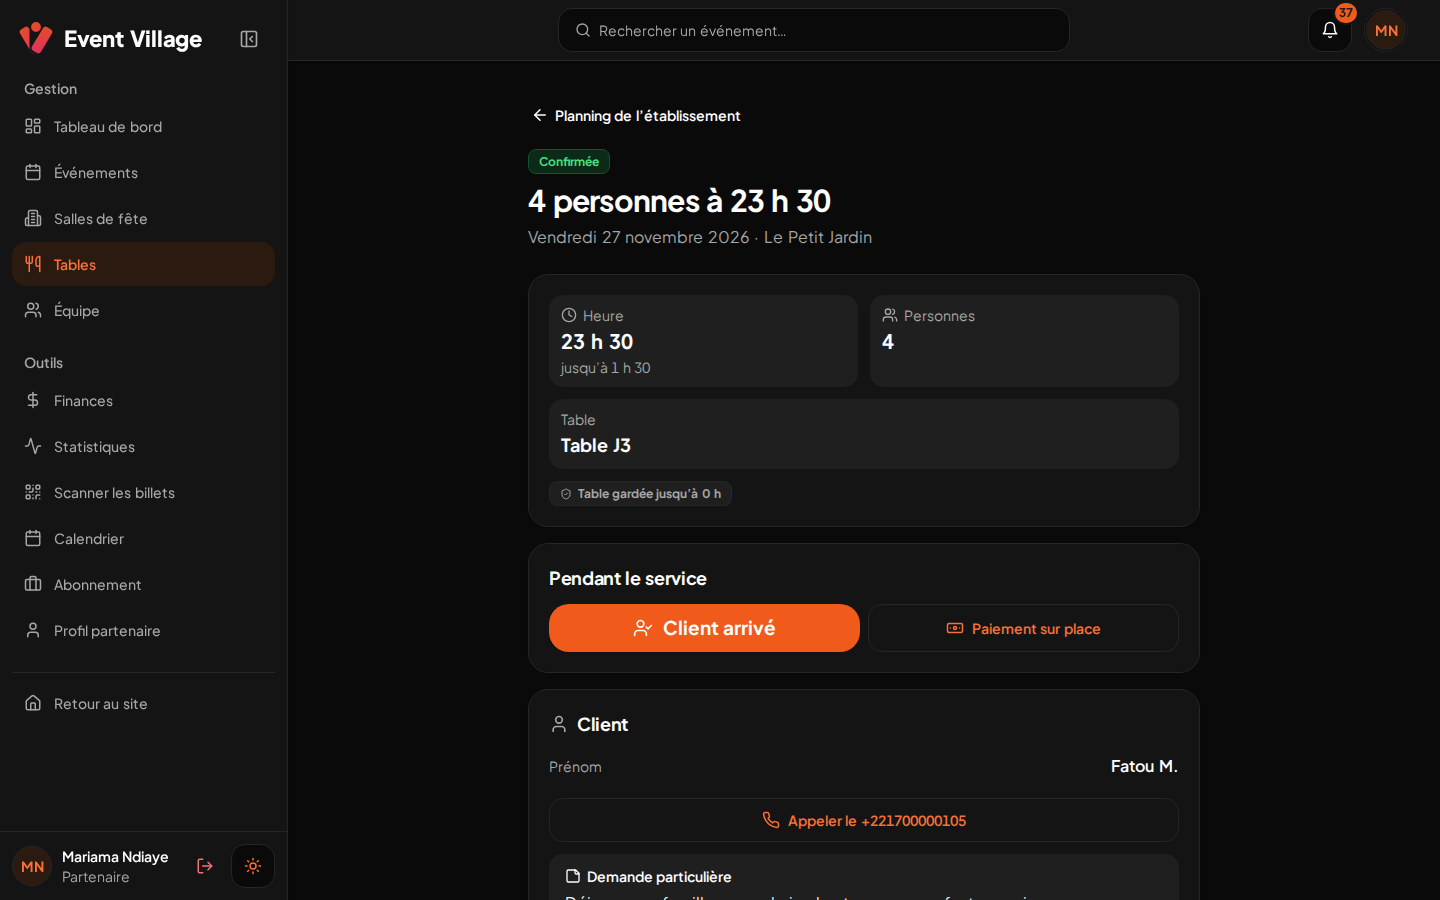 Event Village
Rechercher un événement...
37
MN
Gestion
Tableau de bord
Événements
Salles de fête
Tables
Équipe
Outils
Finances
Statistiques
Scanner les billets
Calendrier
Abonnement
Profil partenaire
Retour au site
MN
Mariama Ndiaye
Partenaire
Planning de l'établissement
Confirmée
4 personnes à 23 h 30
Vendredi 27 novembre 2026 · Le Petit Jardin
Heure
23 h 30
jusqu'à 1 h 30
Personnes
4
Table
Table J3
Table gardée jusqu'à 0 h
Pendant le service
Client arrivé
Paiement sur place
Client
Prénom
Fatou M.
Appeler le +221700000105
Demande particulière